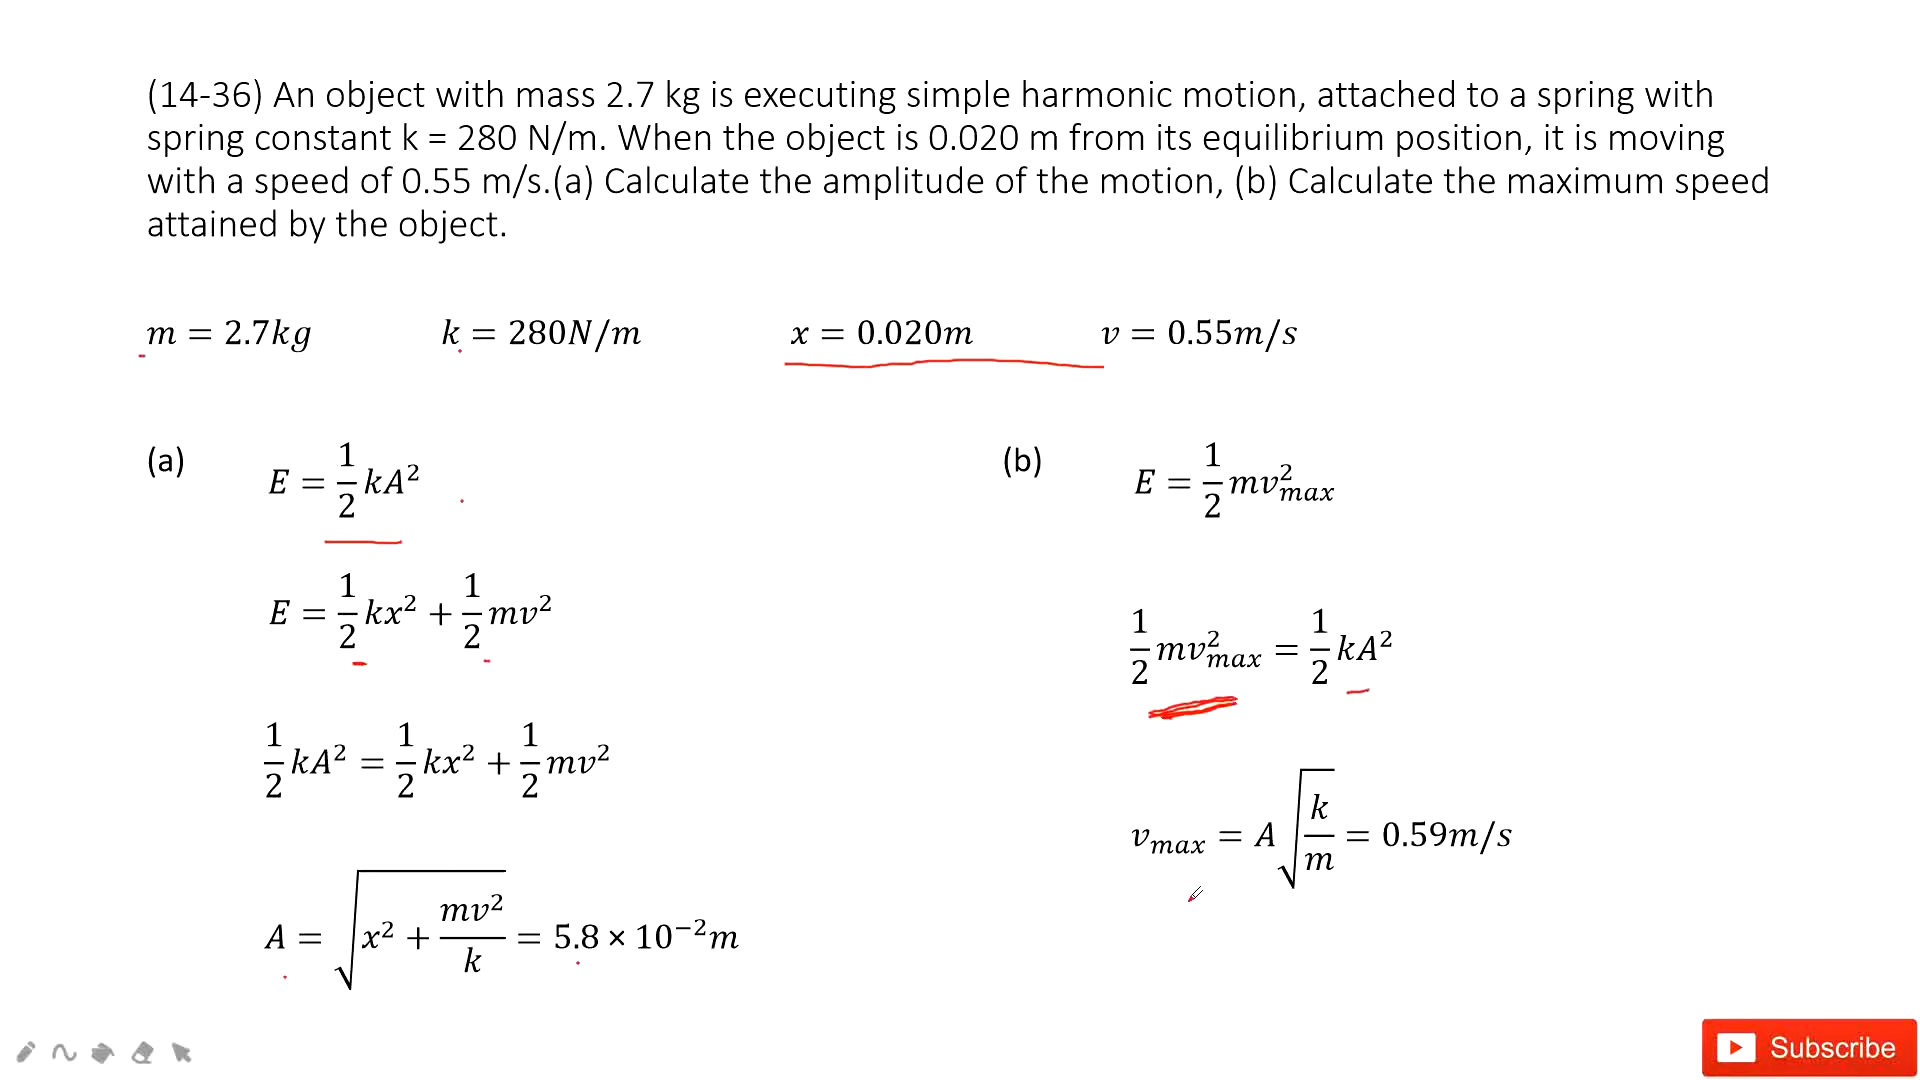 (14-36) An object with mass 2.7 kg is executing simple harmonic motion, attached to a spring with
spring constant k = 280 N/m. When the object is 0.020 m from its equilibrium position, it is moving
with a speed of 0.55 m/s.(a) Calculate the amplitude of the motion, (b) Calculate the maximum speed
attained by the object.
m = 2.7kg k = 280N/m x = 0.020m v = 0.55m/s
(a)
E = 1/2 kA²
E = 1/2 kx² + 1/2 mv²
1/2 kA² = 1/2 kx² + 1/2 mv²
A = √(x² + mv²/k) = 5.8 × 10⁻²m
(b)
E = 1/2 mv²max
1/2 mv²max = 1/2 kA²
vmax = A √(k/m) = 0.59m/s
Subscribe